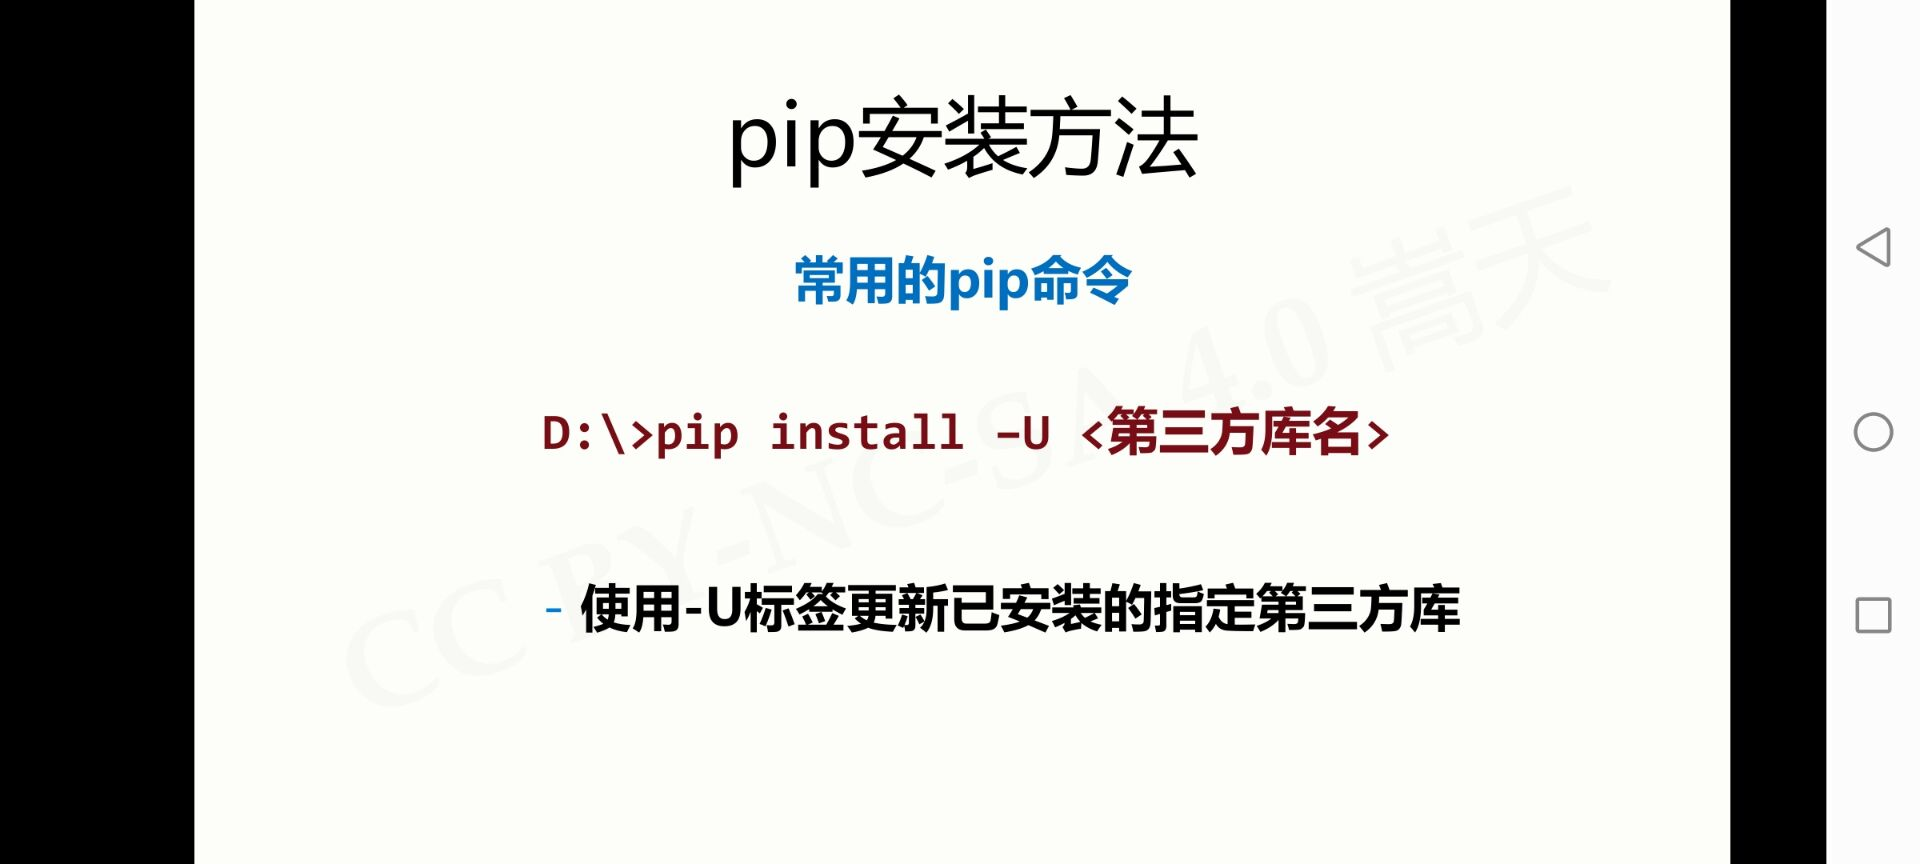 pip安装方法
常用的pip命令
D:\>pip install –U <第三方库名>
- 使用-U标签更新已安装的指定第三方库
CC BY-NC-SA 4.0 嵩天